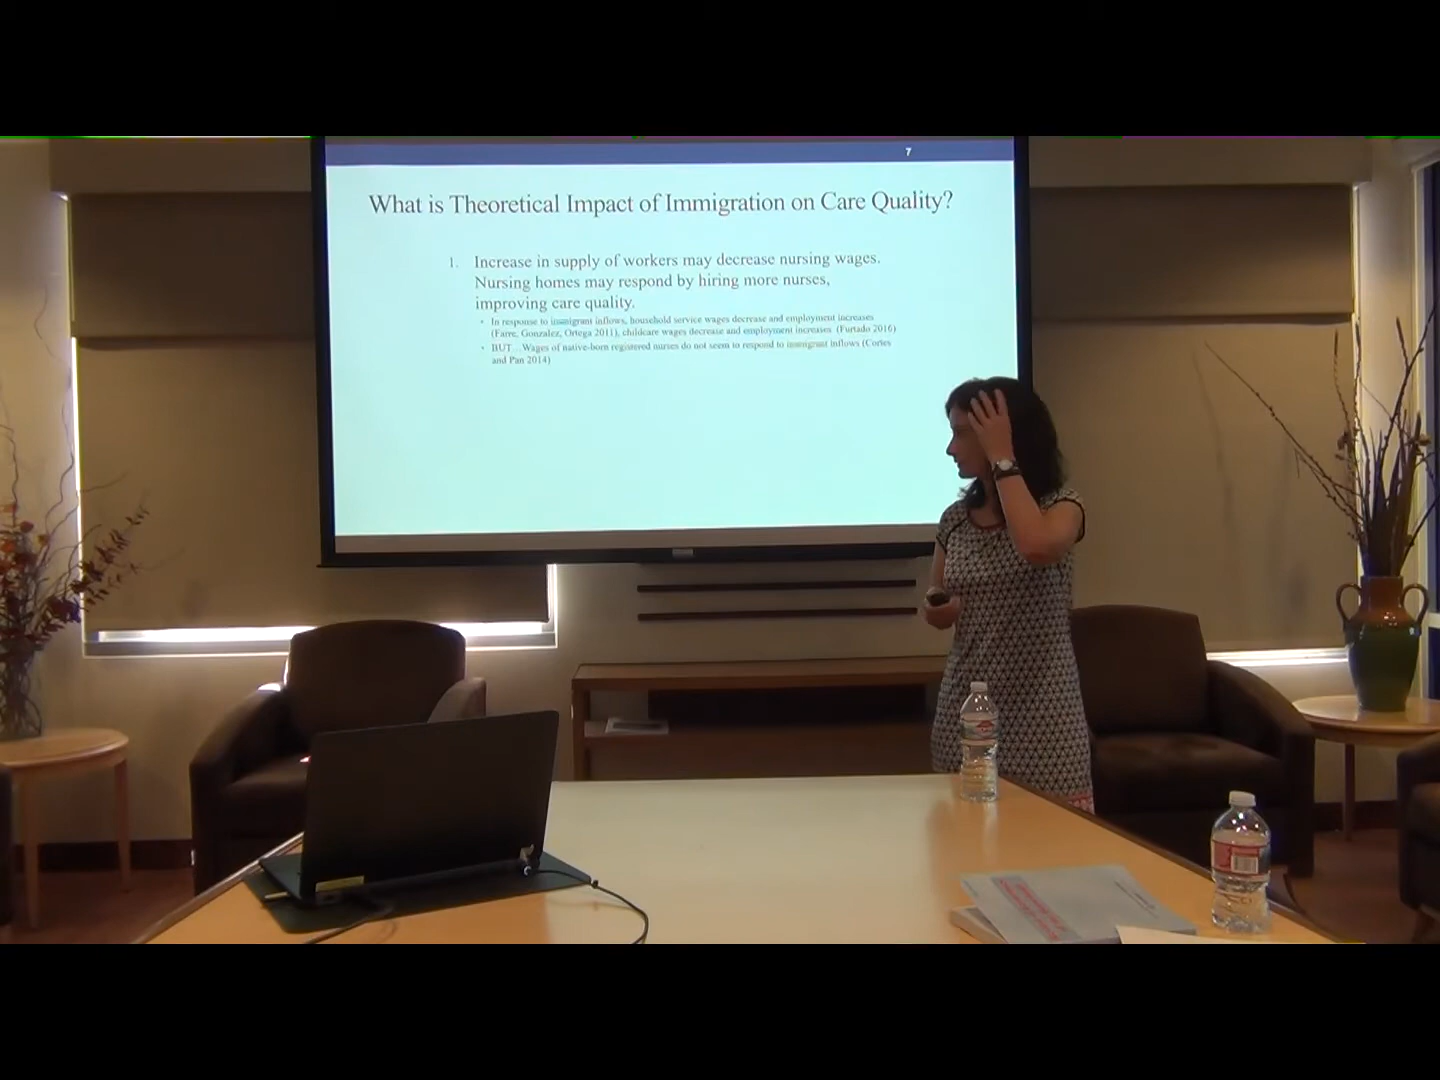 7
What is Theoretical Impact of Immigration on Care Quality?
1. Increase in supply of workers may decrease nursing wages.
Nursing homes may respond by hiring more nurses,
improving care quality.
• In response to immigrant inflows, household service wages decrease and employment increases
(Farre, Gonzalez, Ortega 2011), childcare wages decrease and employment increases (Furtado 2016)
• BUT…Wages of native-born registered nurses do not seem to respond to immigrant inflows (Cortes
and Pan 2014)